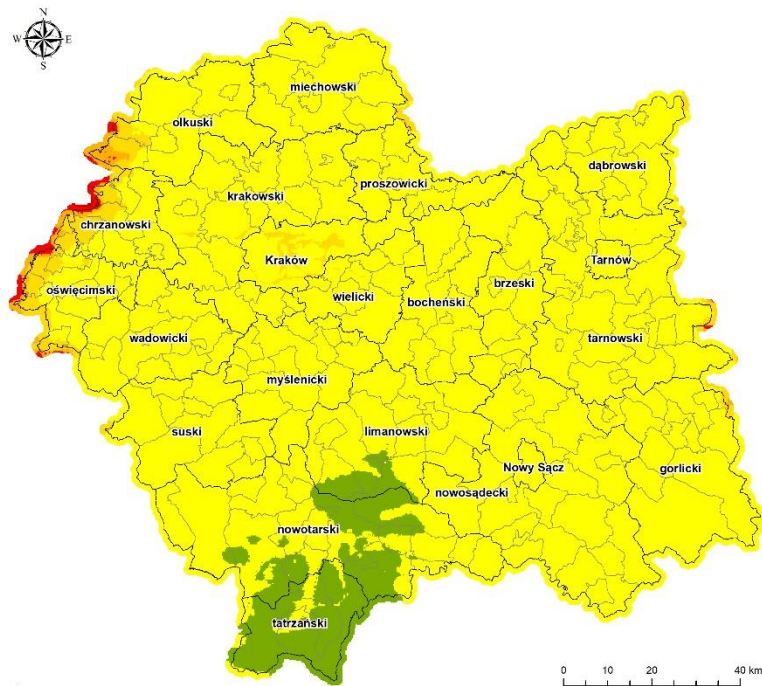 N
W E
S
miechowski
olkuski
dąbrowski
proszowicki
krakowski
chrzanowski
Kraków
Tarnów
brzeski
oświęcimski
wielicki
bocheński
wadowicki
tarnowski
myślenicki
suski
limanowski
Nowy Sącz
gorlicki
nowosądecki
nowotarski
tatrzański
0 10 20 40 km